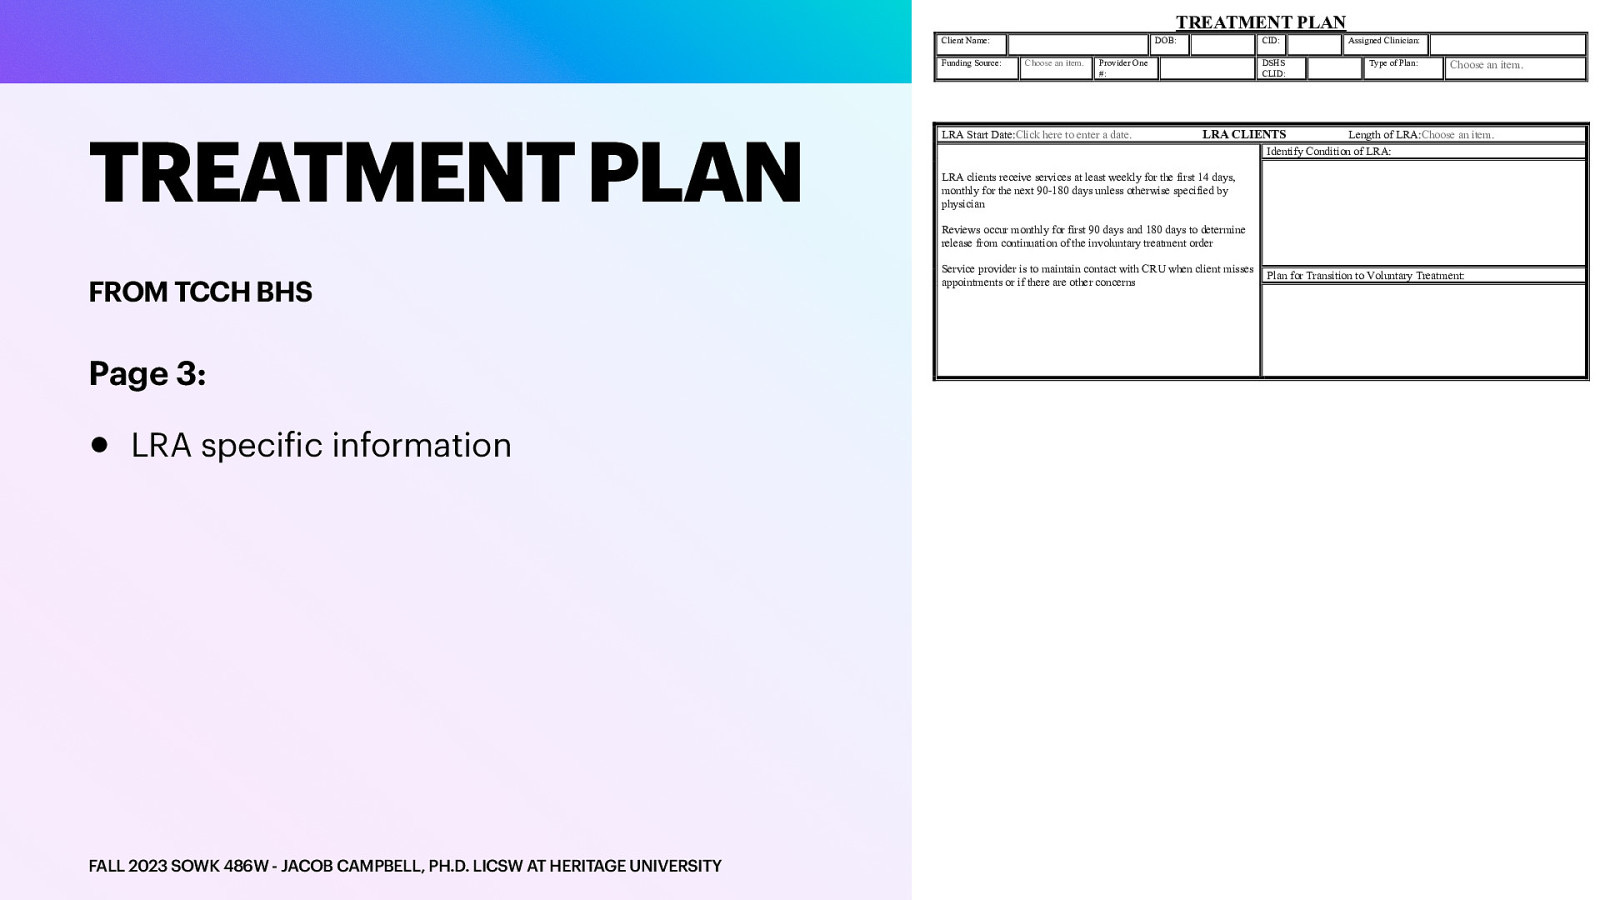 TREATMENT PLAN
FROM TCCH BHS
Page 3:
● LRA specific information
FALL 2023 SOWK 486W - JACOB CAMPBELL, PH.D. LICSW AT HERITAGE UNIVERSITY
TREATMENT PLAN
Client Name: DOB: CID: Assigned Clinician:
Funding Source: Choose an item. Provider One #: DSHS CLID: Type of Plan: Choose an item.
LRA Start Date:Click here to enter a date. LRA CLIENTS Length of LRA:Choose an item.
LRA clients receive services at least weekly for the first 14 days,
monthly for the next 90-180 days unless otherwise specified by
physician
Reviews occur monthly for first 90 days and 180 days to determine
release from continuation of the involuntary treatment order
Service provider is to maintain contact with CRU when client misses
appointments or if there are other concerns
Identify Condition of LRA:
Plan for Transition to Voluntary Treatment: